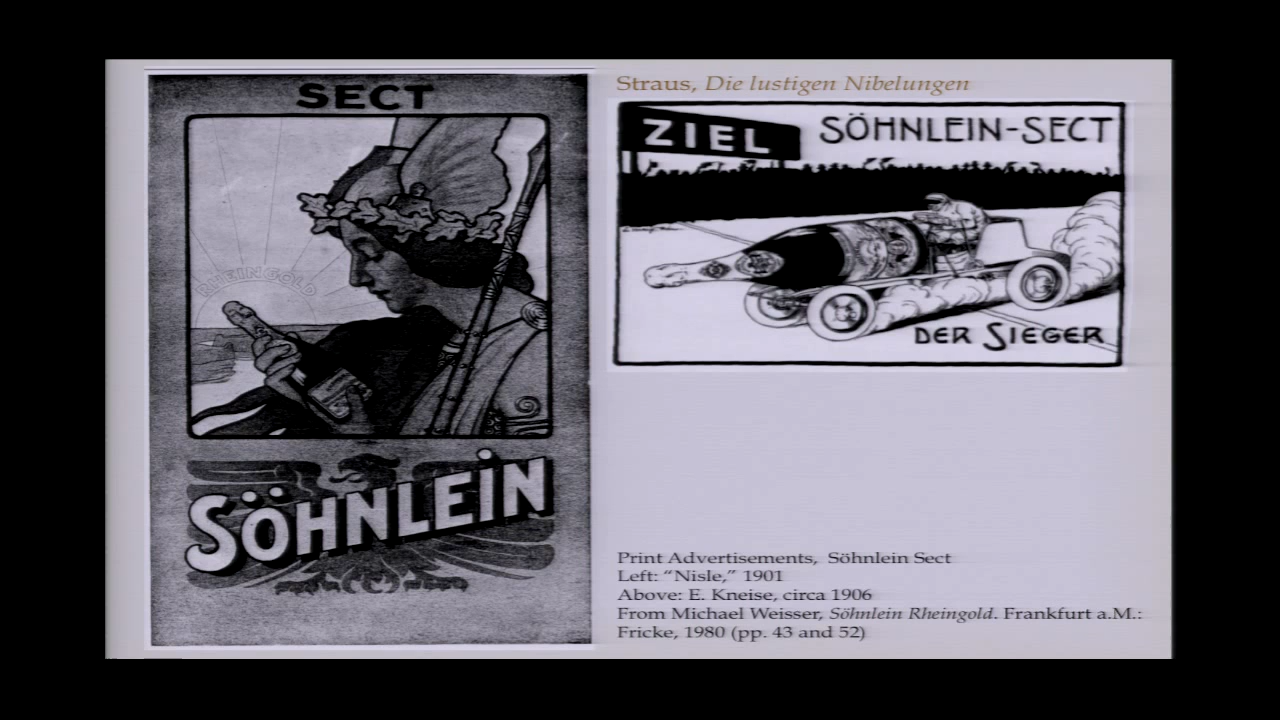 SECT
RHEINGOLD
SÖHNLEIN
Straus, Die lustigen Nibelungen
ZIEL
SÖHNLEIN-SECT
DER SIEGER
Print Advertisements, Söhnlein Sect
Left: “Nisle,” 1901
Above: E. Kneise, circa 1906
From Michael Weisser, Söhnlein Rheingold. Frankfurt a.M.:
Fricke, 1980 (pp. 43 and 52)